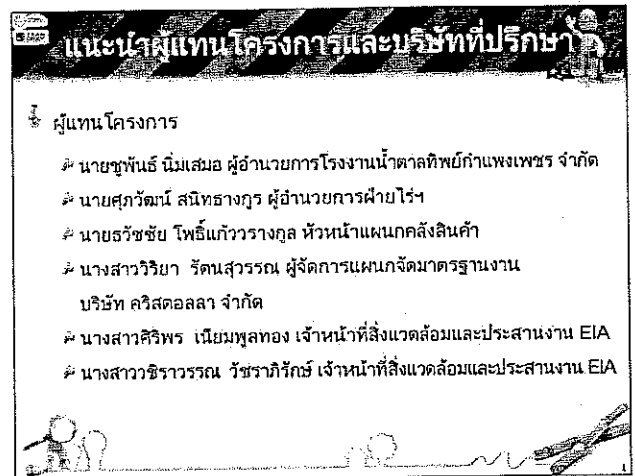 แนะนำผู้แทนโครงการและบริษัทที่ปรึกษา
ผู้แทนโครงการ
นายชูพันธ์ นิ่มเสมอ ผู้อำนวยการโรงงานน้ำตาลทิพย์กำแพงเพชร จำกัด
นายศุภวัฒน์ สนิทธางกูร ผู้อำนวยการฝ่ายไร่ฯ
นายธวัชชัย โพธิ์แก้ววรางกูล หัวหน้าแผนกคลังสินค้า
นางสาววิริยา รัตนสุวรรณ ผู้จัดการแผนกจัดมาตรฐานงาน
บริษัท คริสตอลลา จำกัด
นางสาวศิริพร เนียมพูลทอง เจ้าหน้าที่สิ่งแวดล้อมและประสานงาน EIA
นางสาววชิราวรรณ วัชราภิรักษ์ เจ้าหน้าที่สิ่งแวดล้อมและประสานงาน EIA